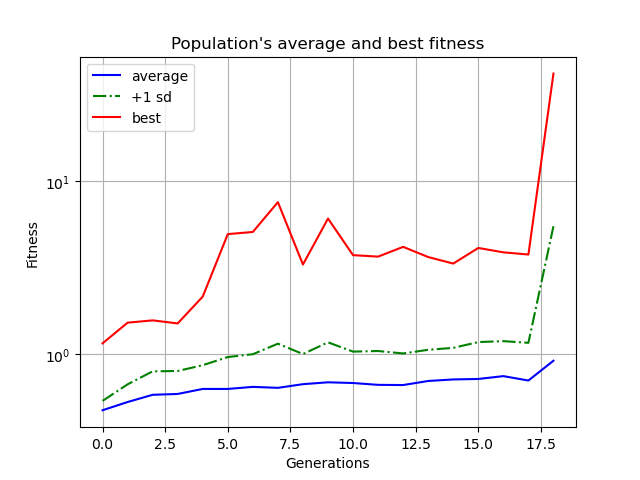 Population's average and best fitness
average
+1 sd
best
10¹
10⁰
Fitness
0.0 2.5 5.0 7.5 10.0 12.5 15.0 17.5
Generations